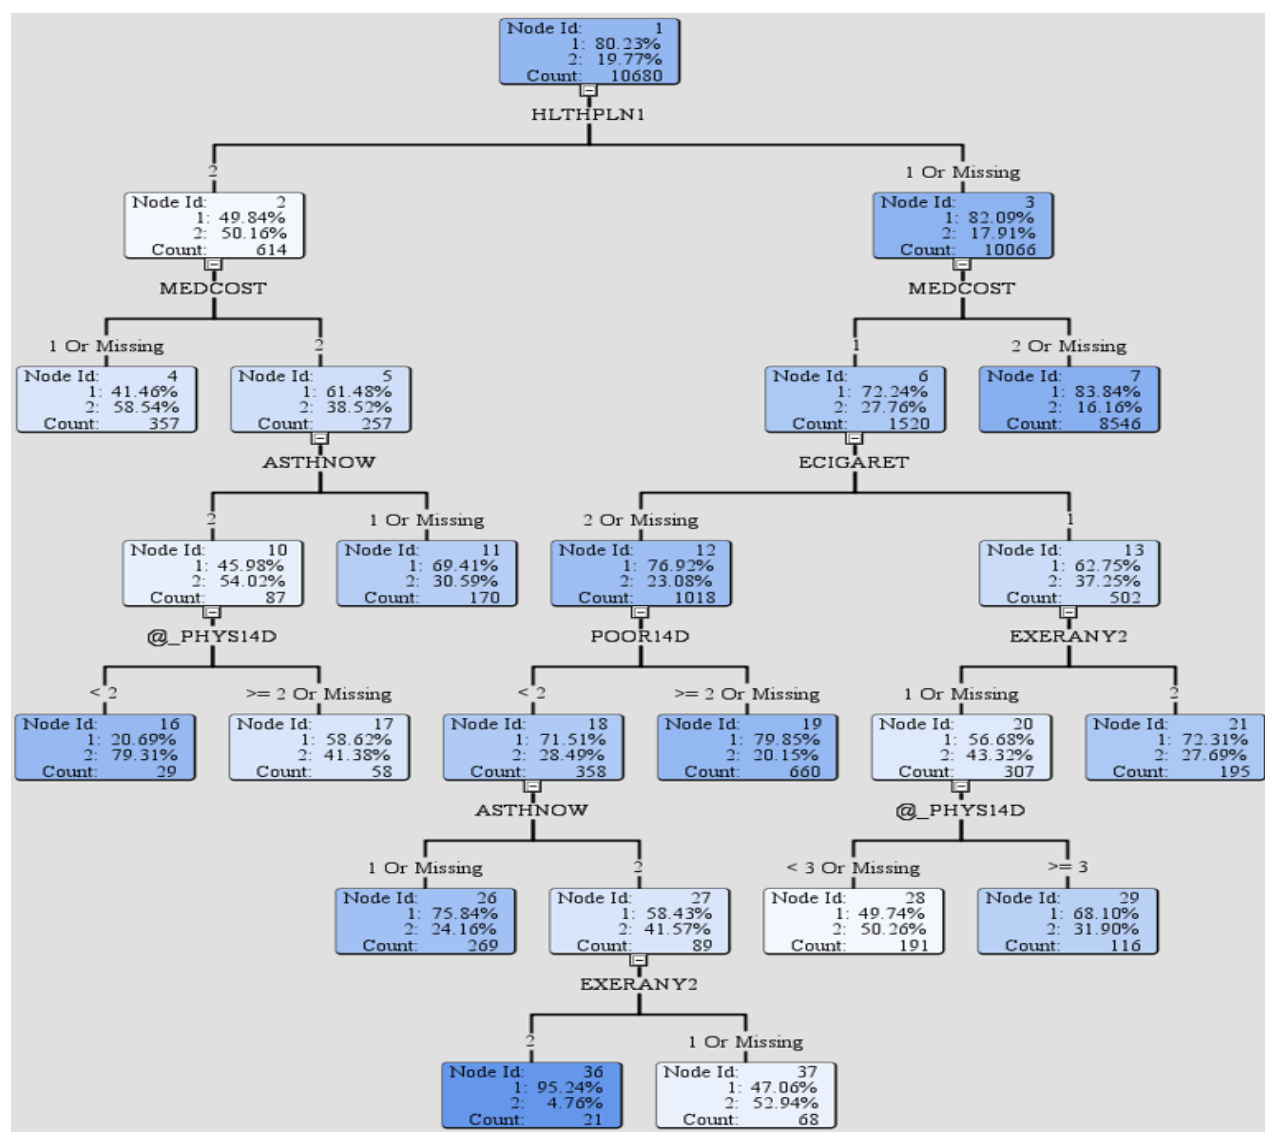 Node Id: 1
1: 80.23%
2: 19.77%
Count: 10680
HLTHPLN1
2
1 Or Missing
Node Id: 2
1: 49.84%
2: 50.16%
Count: 614
Node Id: 3
1: 82.09%
2: 17.91%
Count: 10066
MEDCOST
MEDCOST
1 Or Missing
2
1
2 Or Missing
Node Id: 4
1: 41.46%
2: 58.54%
Count: 357
Node Id: 5
1: 61.48%
2: 38.52%
Count: 257
Node Id: 6
1: 72.24%
2: 27.76%
Count: 1520
Node Id: 7
1: 83.84%
2: 16.16%
Count: 8546
ASTHNOW
ECIGARET
2
1 Or Missing
2 Or Missing
1
Node Id: 10
1: 45.98%
2: 54.02%
Count: 87
Node Id: 11
1: 69.41%
2: 30.59%
Count: 170
Node Id: 12
1: 76.92%
2: 23.08%
Count: 1018
Node Id: 13
1: 62.75%
2: 37.25%
Count: 502
@_PHYS14D
POOR14D
EXERANY2
< 2
>= 2 Or Missing
< 2
>= 2 Or Missing
1 Or Missing
2
Node Id: 16
1: 20.69%
2: 79.31%
Count: 29
Node Id: 17
1: 58.62%
2: 41.38%
Count: 58
Node Id: 18
1: 71.51%
2: 28.49%
Count: 358
Node Id: 19
1: 79.85%
2: 20.15%
Count: 660
Node Id: 20
1: 56.68%
2: 43.32%
Count: 307
Node Id: 21
1: 72.31%
2: 27.69%
Count: 195
ASTHNOW
@_PHYS14D
1 Or Missing
2
< 3 Or Missing
>= 3
Node Id: 26
1: 75.84%
2: 24.16%
Count: 269
Node Id: 27
1: 58.43%
2: 41.57%
Count: 89
Node Id: 28
1: 49.74%
2: 50.26%
Count: 191
Node Id: 29
1: 68.10%
2: 31.90%
Count: 116
EXERANY2
2
1 Or Missing
Node Id: 36
1: 95.24%
2: 4.76%
Count: 21
Node Id: 37
1: 47.06%
2: 52.94%
Count: 68